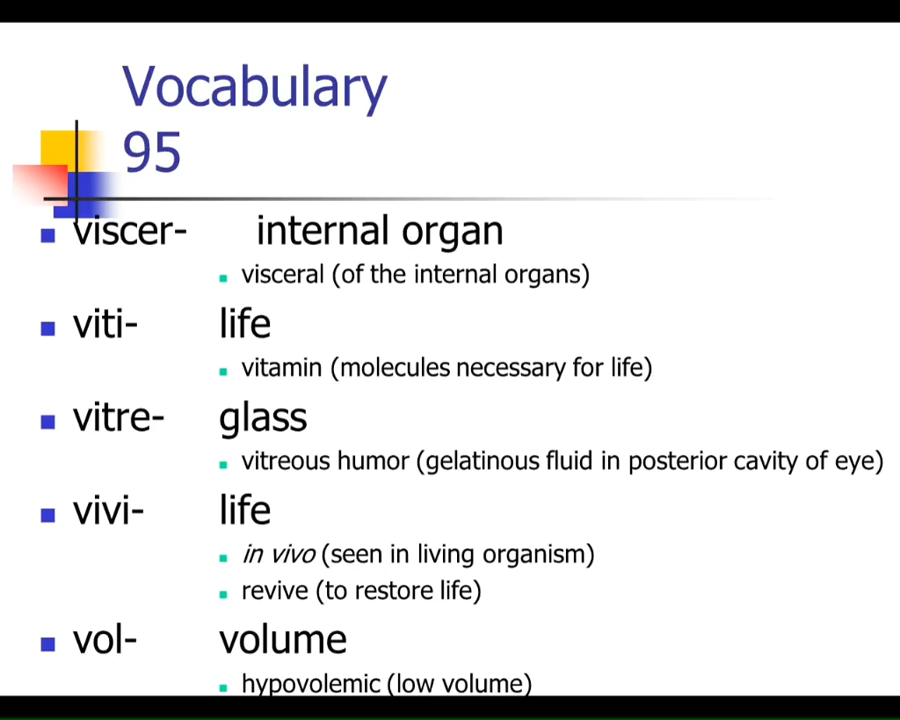 Vocabulary
95
viscer- internal organ
visceral (of the internal organs)
viti- life
vitamin (molecules necessary for life)
vitre- glass
vitreous humor (gelatinous fluid in posterior cavity of eye)
vivi- life
in vivo (seen in living organism)
revive (to restore life)
vol- volume
hypovolemic (low volume)